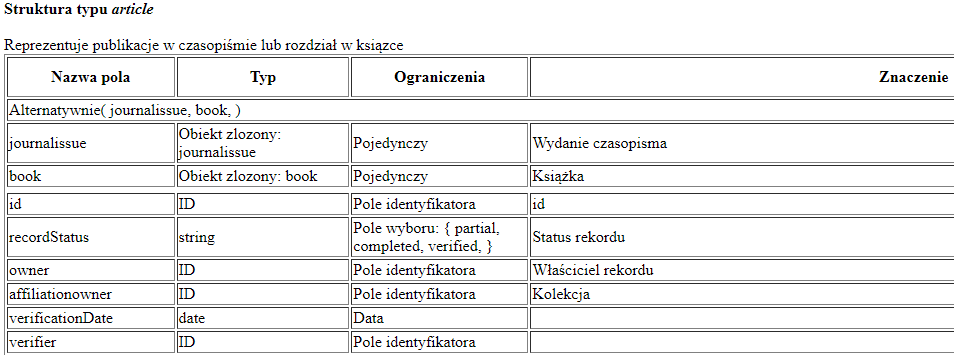 Struktura typu article
Reprezentuje publikacje w czasopiśmie lub rozdział w ksiązce
Nazwa pola Typ Ograniczenia Znaczenie
Alternatywnie( journalissue, book, )
journalissue Obiekt zlozony: journalissue Pojedynczy Wydanie czasopisma
book Obiekt zlozony: book Pojedynczy Książka
id ID Pole identyfikatora id
recordStatus string Pole wyboru: { partial, completed, verified, } Status rekordu
owner ID Pole identyfikatora Właściciel rekordu
affiliationowner ID Pole identyfikatora Kolekcja
verificationDate date Data
verifier ID Pole identyfikatora